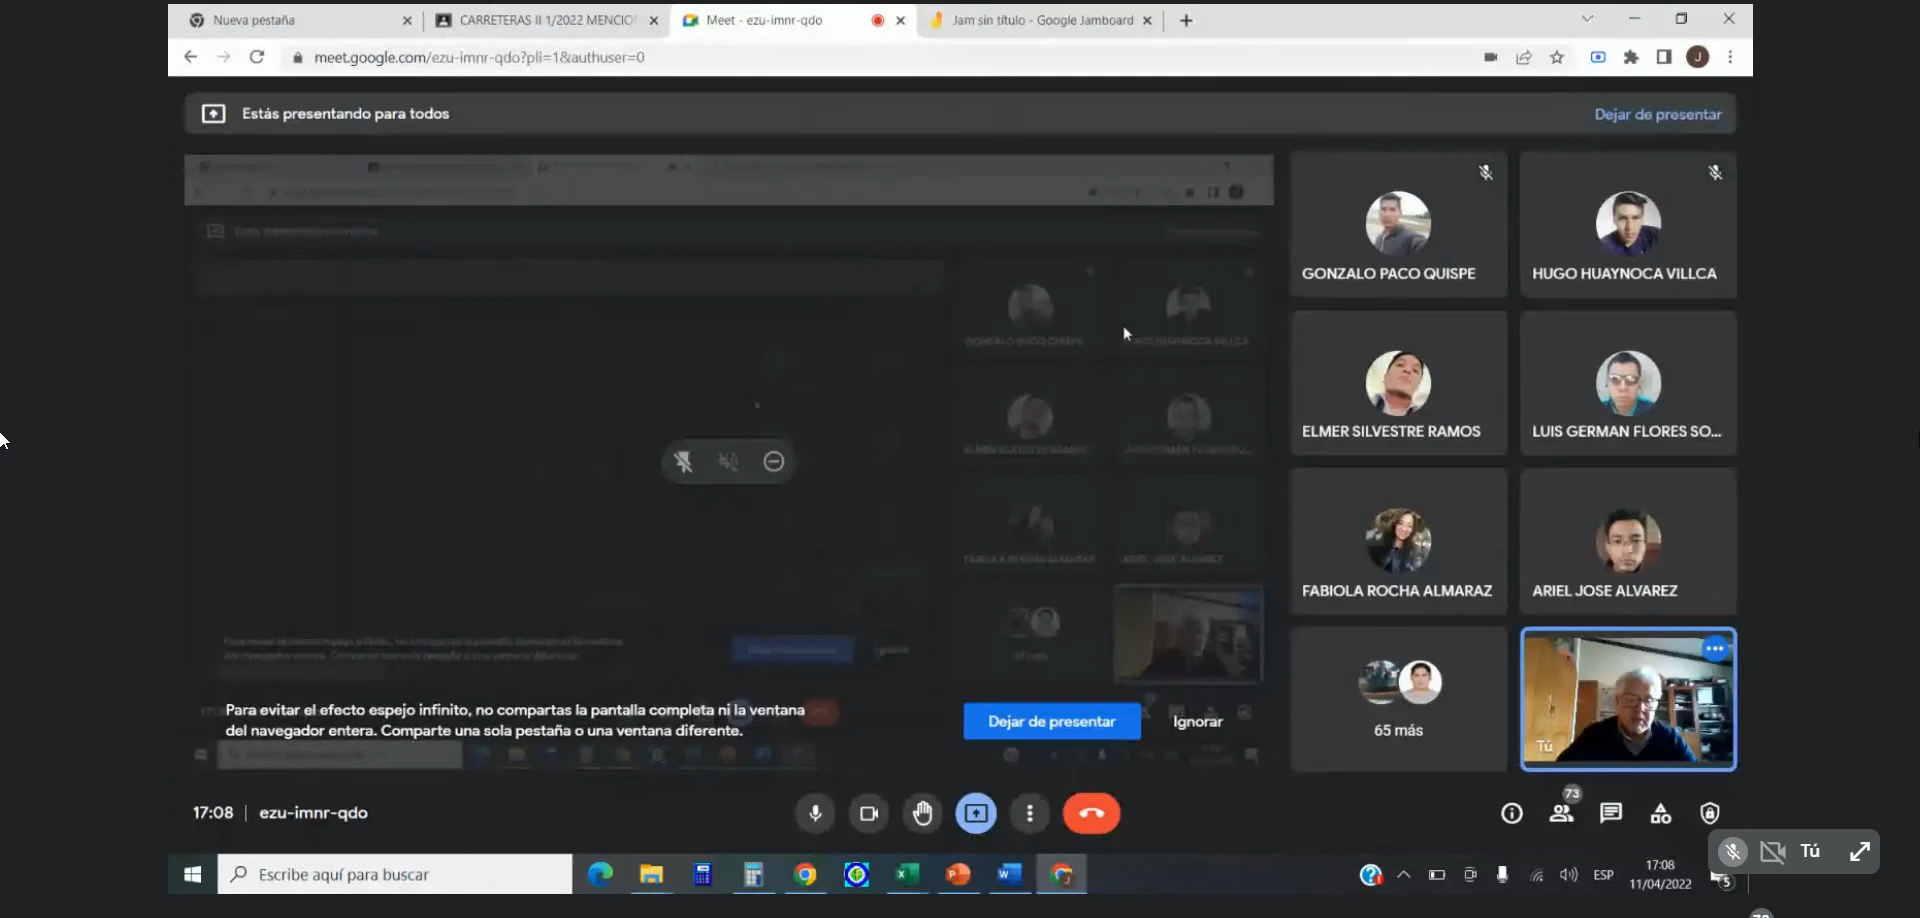 Nueva pestaña
CARRETERAS II 1/2022 MENCIO
Meet - ezu-imnr-qdo
Jam sin título - Google Jamboard
meet.google.com/ezu-imnr-qdo?pli=1&authuser=0
J
Estás presentando para todos
Dejar de presentar
GONZALO PACO QUISPE
HUGO HUAYNOCA VILLCA
ELMER SILVESTRE RAMOS
LUIS GERMAN FLORES SO...
FABIOLA ROCHA ALMARAZ
ARIEL JOSE ALVAREZ
65 más
Tú
Para evitar el efecto espejo infinito, no compartas la pantalla completa ni la ventana
del navegador entera. Comparte una sola pestaña o una ventana diferente.
Dejar de presentar
Ignorar
17:08
ezu-imnr-qdo
73
Tú
Escribe aquí para buscar
ESP
17:08
11/04/2022
5